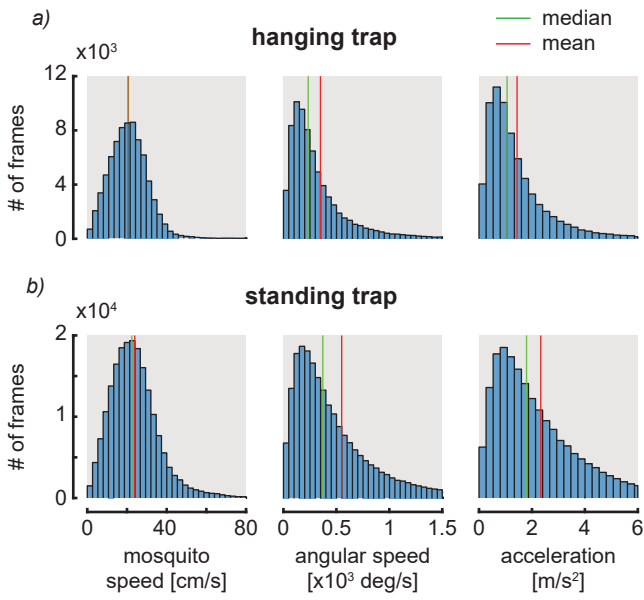 a)
hanging trap
median
mean
x10³
12
8
4
0
# of frames
b)
standing trap
x10⁴
2
1
0
# of frames
0 40 80
0 0.5 1 1.5
0 2 4 6
mosquito
speed [cm/s]
angular speed
[x10³ deg/s]
acceleration
[m/s²]